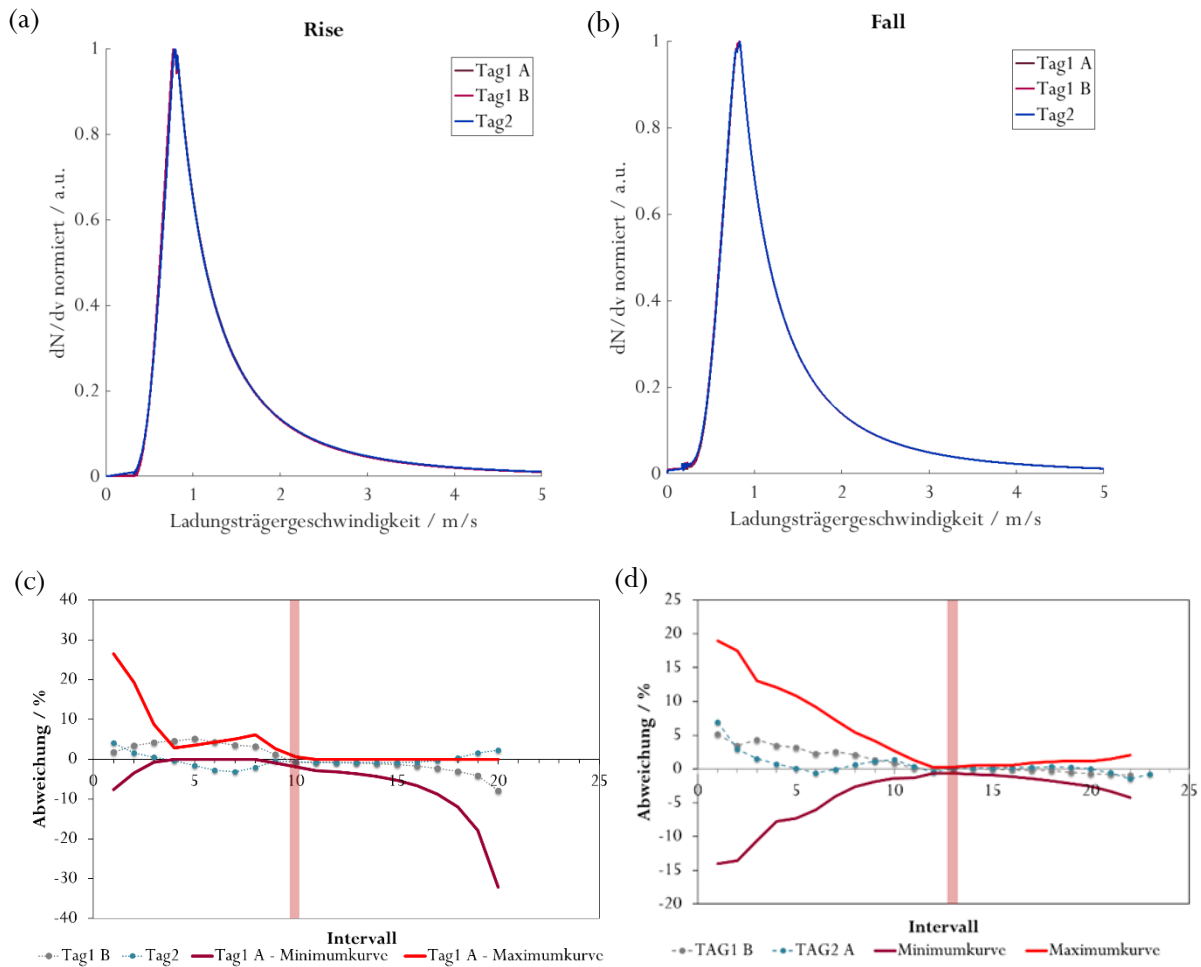 (a)
Rise
Tag1 A
Tag1 B
Tag2
1
0.8
0.6
0.4
0.2
0
dN/dv normiert / a.u.
0 1 2 3 4 5
Ladungsträgergeschwindigkeit / m/s
(b)
Fall
Tag1 A
Tag1 B
Tag2
1
0.8
0.6
0.4
0.2
0
dN/dv normiert / a.u.
0 1 2 3 4 5
Ladungsträgergeschwindigkeit / m/s
(c)
40
30
20
10
0
-10
-20
-30
-40
Abweichung / %
0 5 10 15 20 25
Intervall
Tag1 B Tag2 Tag1 A - Minimumkurve Tag1 A - Maximumkurve
(d)
25
20
15
10
5
0
-5
-10
-15
-20
Abweichung / %
0 5 10 15 20 25
Intervall
TAG1 B TAG2 A Minimumkurve Maximumkurve